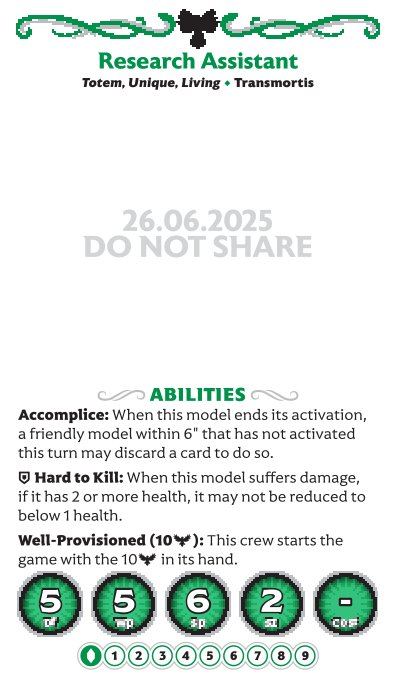 Research Assistant
Totem, Unique, Living • Transmortis
26.06.2025
DO NOT SHARE
ABILITIES
Accomplice: When this model ends its activation,
a friendly model within 6" that has not activated
this turn may discard a card to do so.
Hard to Kill: When this model suffers damage,
if it has 2 or more health, it may not be reduced to
below 1 health.
Well-Provisioned (10): This crew starts the
game with the 10 in its hand.
5 5 6 2 -
Df Wp Sp Sz Cost
1 2 3 4 5 6 7 8 9